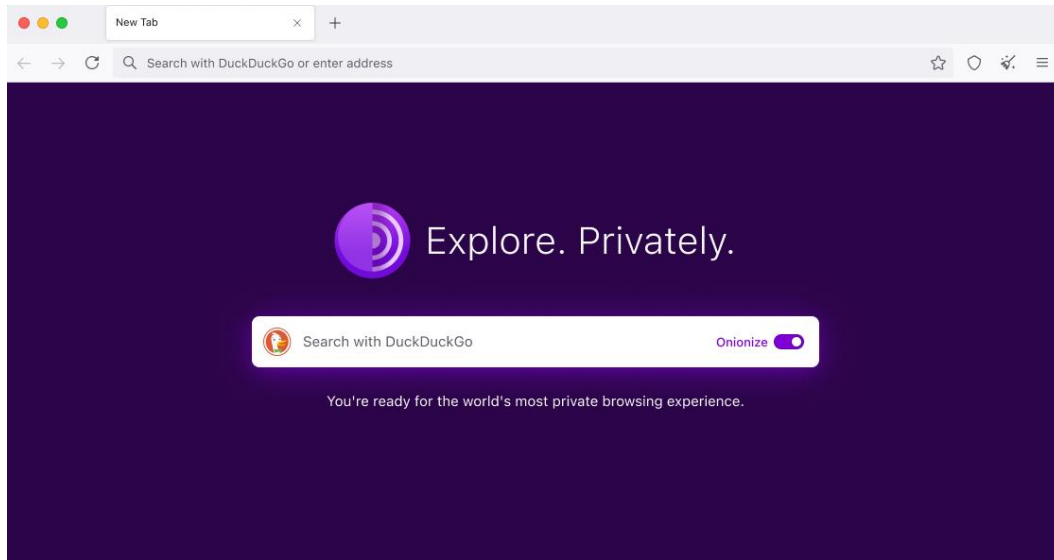 New Tab
Search with DuckDuckGo or enter address
Explore. Privately.
Search with DuckDuckGo Onionize
You're ready for the world's most private browsing experience.